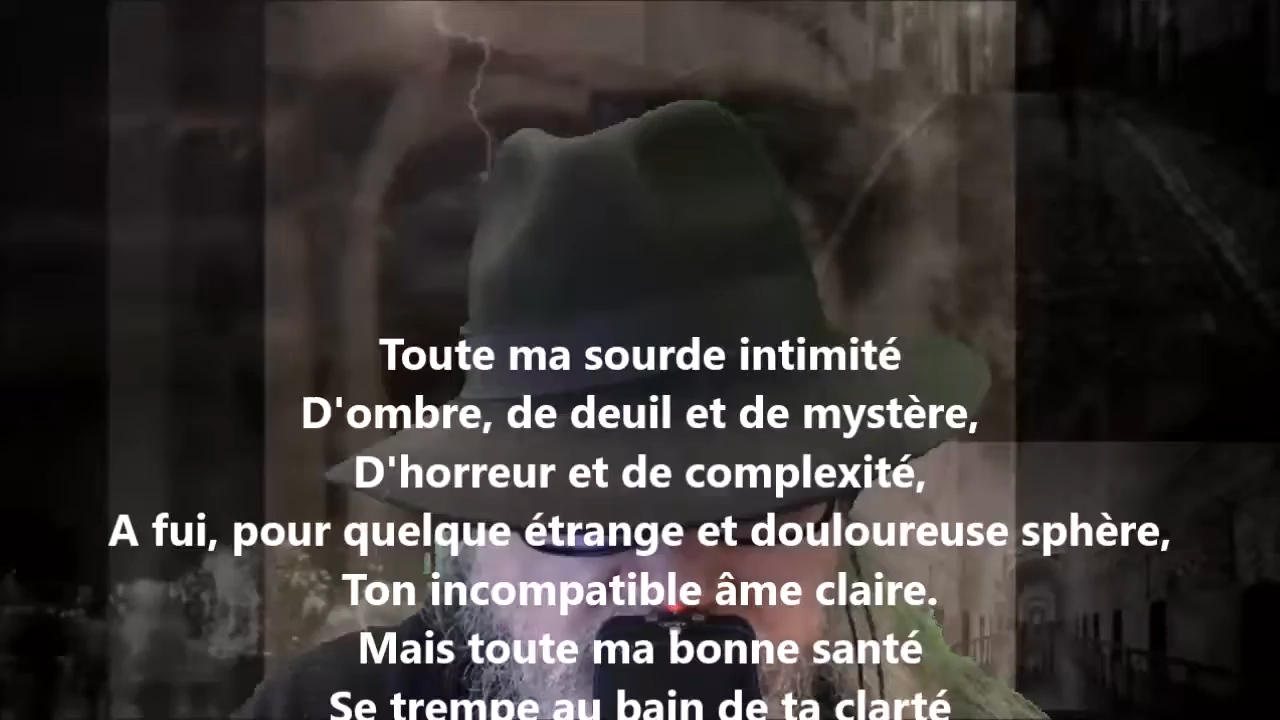 Toute ma sourde intimité
D'ombre, de deuil et de mystère,
D'horreur et de complexité,
A fui, pour quelque étrange et douloureuse sphère,
Ton incompatible âme claire.
Mais toute ma bonne santé
Se trempe au bain de ta clarté